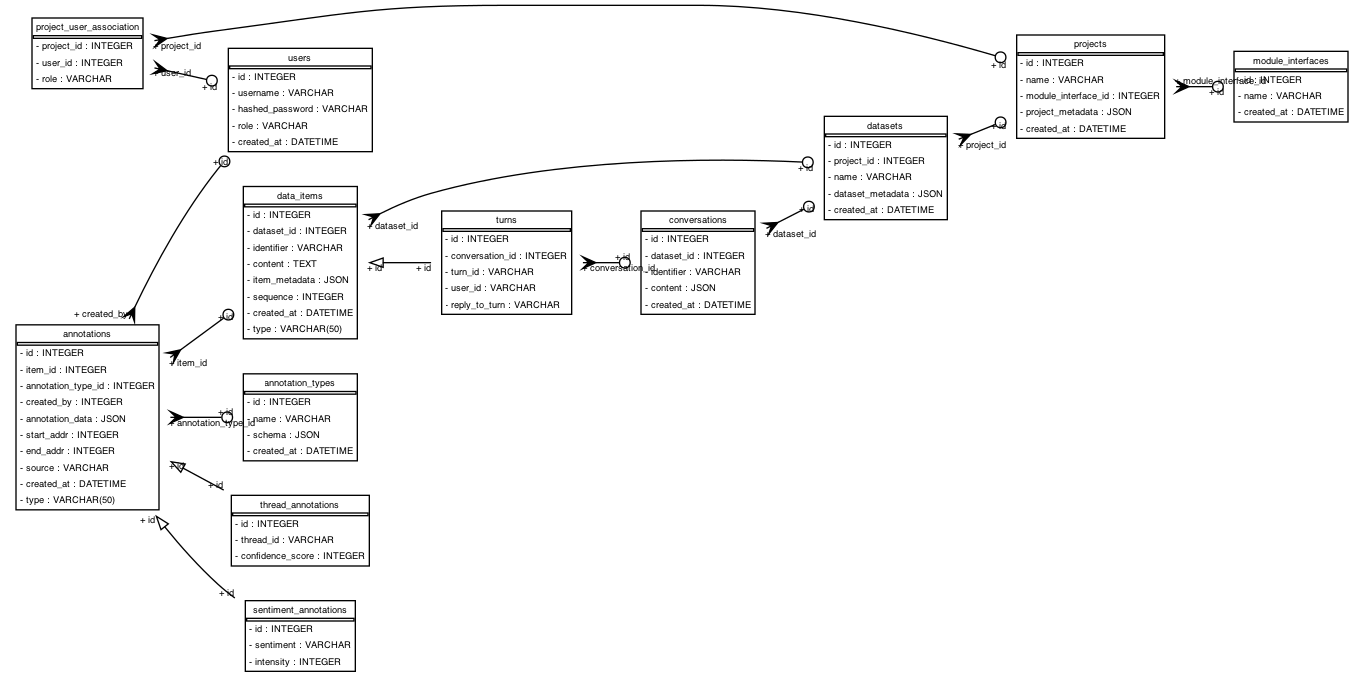 project_user_association
- project_id : INTEGER
- user_id : INTEGER
- role : VARCHAR
+ project_id
+ user_id
+ id
users
- id : INTEGER
- username : VARCHAR
- hashed_password : VARCHAR
- role : VARCHAR
- created_at : DATETIME
+ id
projects
- id : INTEGER
- name : VARCHAR
- module_interface_id : INTEGER
- project_metadata : JSON
- created_at : DATETIME
+ id
+ id
+ module_interface_id
+ id
module_interfaces
- id : INTEGER
- name : VARCHAR
- created_at : DATETIME
datasets
- id : INTEGER
- project_id : INTEGER
- name : VARCHAR
- dataset_metadata : JSON
- created_at : DATETIME
+ project_id
+ id
+ id
data_items
- id : INTEGER
- dataset_id : INTEGER
- identifier : VARCHAR
- content : TEXT
- item_metadata : JSON
- sequence : INTEGER
- created_at : DATETIME
- type : VARCHAR(50)
+ dataset_id
+ id
+ id
+ id
turns
- id : INTEGER
- conversation_id : INTEGER
- turn_id : VARCHAR
- user_id : VARCHAR
- reply_to_turn : VARCHAR
+ conversation_id
+ id
conversations
- id : INTEGER
- dataset_id : INTEGER
- identifier : VARCHAR
- content : JSON
- created_at : DATETIME
+ dataset_id
+ created_by
annotations
- id : INTEGER
- item_id : INTEGER
- annotation_type_id : INTEGER
- created_by : INTEGER
- annotation_data : JSON
- start_addr : INTEGER
- end_addr : INTEGER
- source : VARCHAR
- created_at : DATETIME
- type : VARCHAR(50)
+ item_id
+ annotation_type_id
+ id
+ id
+ id
+ id
+ id
annotation_types
- id : INTEGER
- name : VARCHAR
- schema : JSON
- created_at : DATETIME
thread_annotations
- id : INTEGER
- thread_id : VARCHAR
- confidence_score : INTEGER
sentiment_annotations
- id : INTEGER
- sentiment : VARCHAR
- intensity : INTEGER